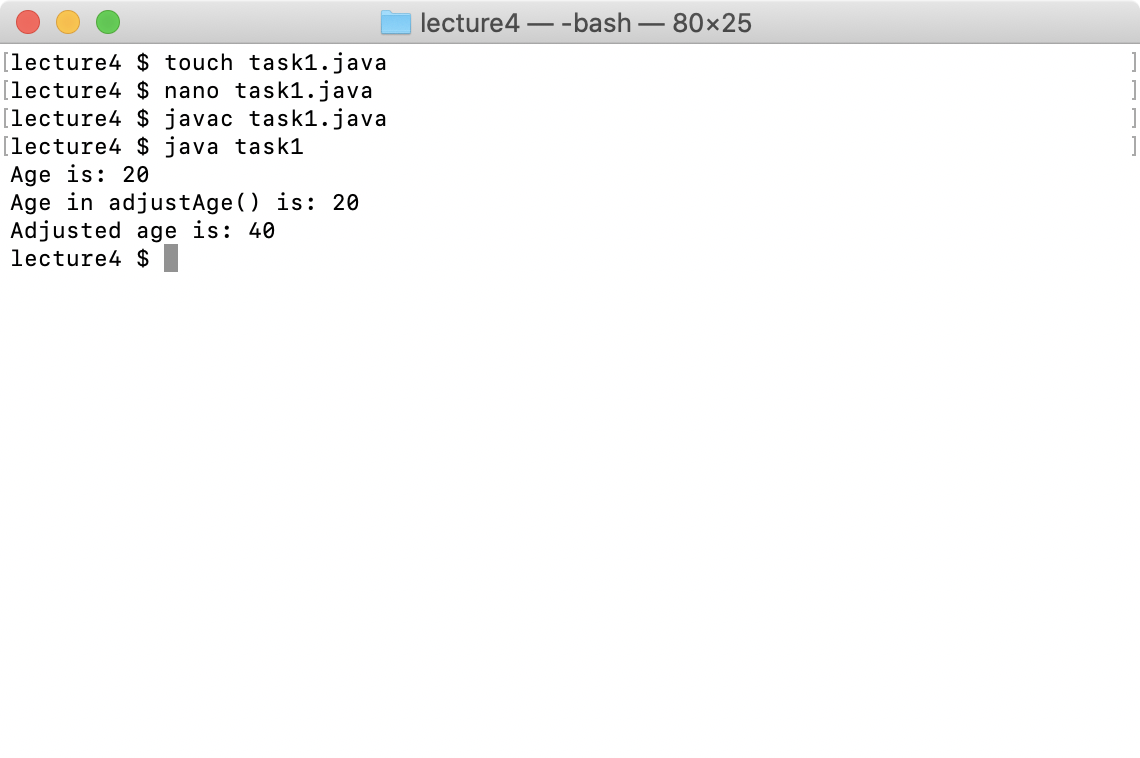 lecture4 — -bash — 80×25
[lecture4 $ touch task1.java ]
[lecture4 $ nano task1.java ]
[lecture4 $ javac task1.java ]
[lecture4 $ java task1 ]
Age is: 20
Age in adjustAge() is: 20
Adjusted age is: 40
lecture4 $